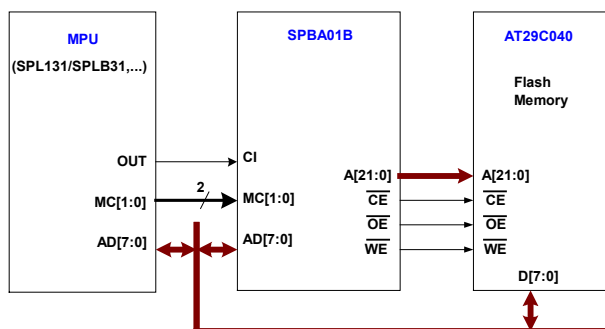 MPU
(SPL131/SPLB31,...)
OUT
MC[1:0]
AD[7:0]
2
SPBA01B
CI
MC[1:0]
AD[7:0]
A[21:0]
CE
OE
WE
AT29C040
Flash
Memory
A[21:0]
CE
OE
WE
D[7:0]